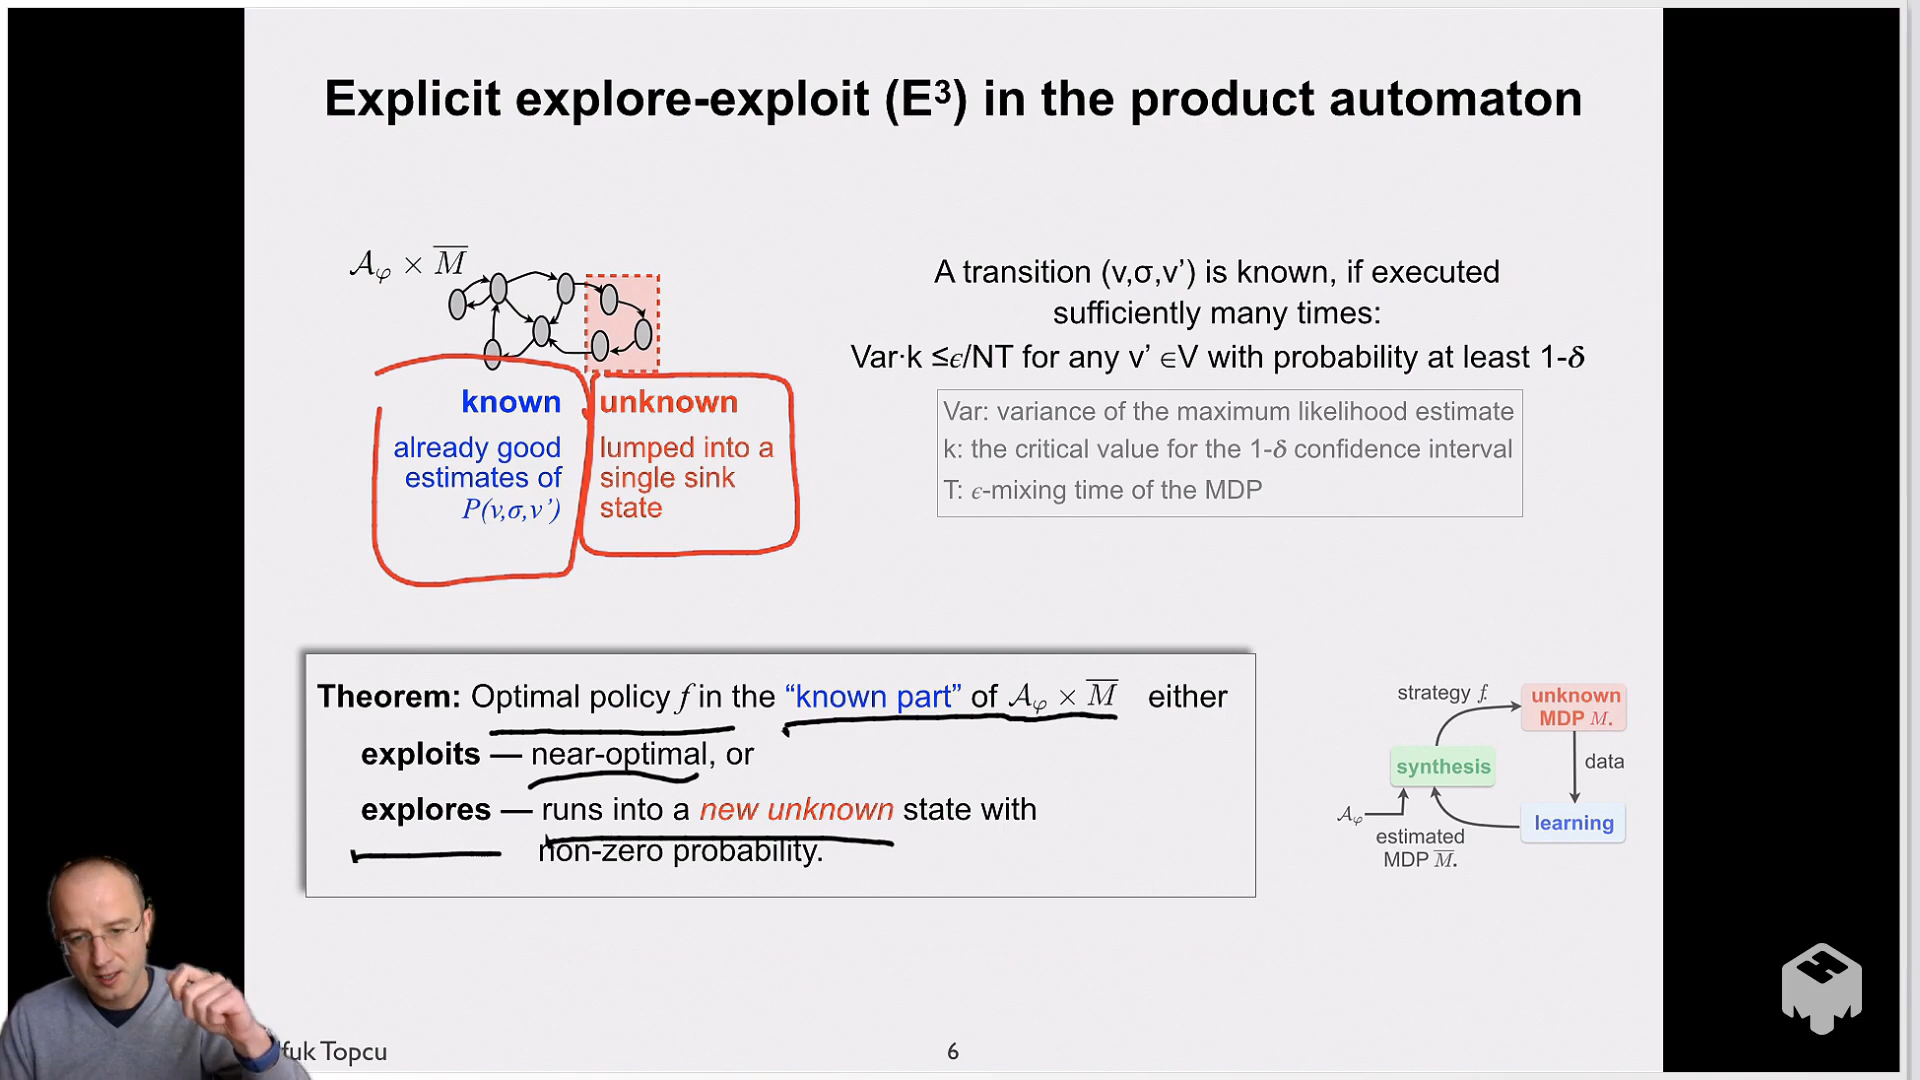 Explicit explore-exploit (E³) in the product automaton
𝒜φ × M̅
known
already good
estimates of
P(v,σ,v’)
unknown
lumped into a
single sink
state
A transition (v,σ,v’) is known, if executed
sufficiently many times:
Var·k ≤ϵ/NT for any v’ ∈V with probability at least 1-δ
Var: variance of the maximum likelihood estimate
k: the critical value for the 1-δ confidence interval
T: ϵ-mixing time of the MDP
Theorem: Optimal policy f in the “known part” of 𝒜φ × M̅ either
exploits — near-optimal, or
explores — runs into a new unknown state with
non-zero probability.
strategy f.
unknown
MDP M.
synthesis
data
𝒜φ
learning
estimated
MDP M̅.
fuk Topcu
6